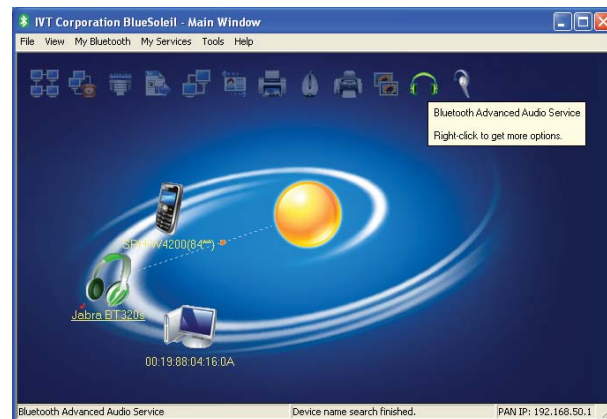 IVT Corporation BlueSoleil - Main Window
File View My Bluetooth My Services Tools Help
Bluetooth Advanced Audio Service
Right-click to get more options.
W4200(84**)
Jabra BT320s
00:19:88:04:16:0A
Bluetooth Advanced Audio Service Device name search finished. PAN IP: 192.168.50.1